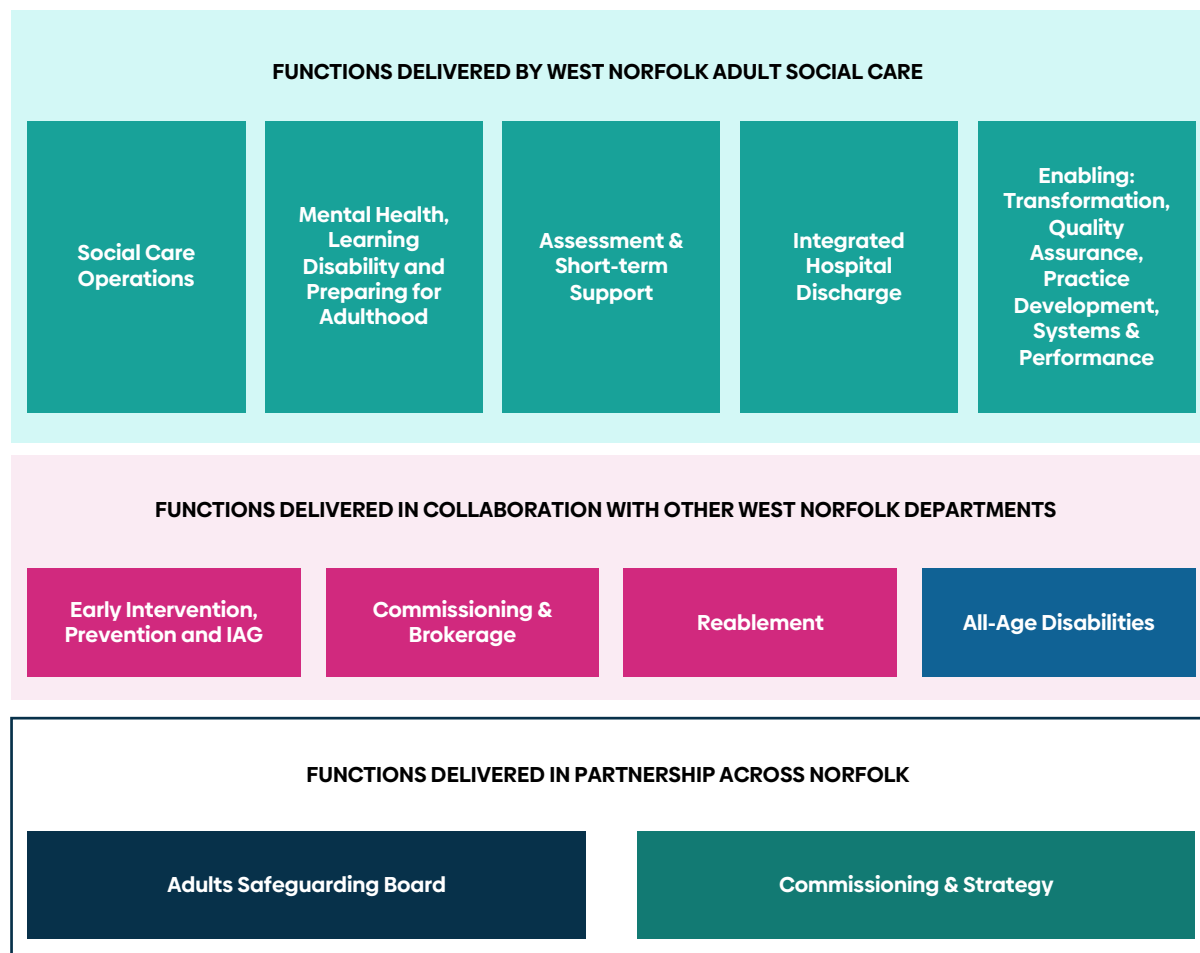 FUNCTIONS DELIVERED BY WEST NORFOLK ADULT SOCIAL CARE
Social Care
Operations
Mental Health,
Learning
Disability and
Preparing for
Adulthood
Assessment &
Short-term
Support
Integrated
Hospital
Discharge
Enabling:
Transformation,
Quality
Assurance,
Practice
Development,
Systems &
Performance
FUNCTIONS DELIVERED IN COLLABORATION WITH OTHER WEST NORFOLK DEPARTMENTS
Early Intervention,
Prevention and IAG
Commissioning &
Brokerage
Reablement
All-Age Disabilities
FUNCTIONS DELIVERED IN PARTNERSHIP ACROSS NORFOLK
Adults Safeguarding Board
Commissioning & Strategy